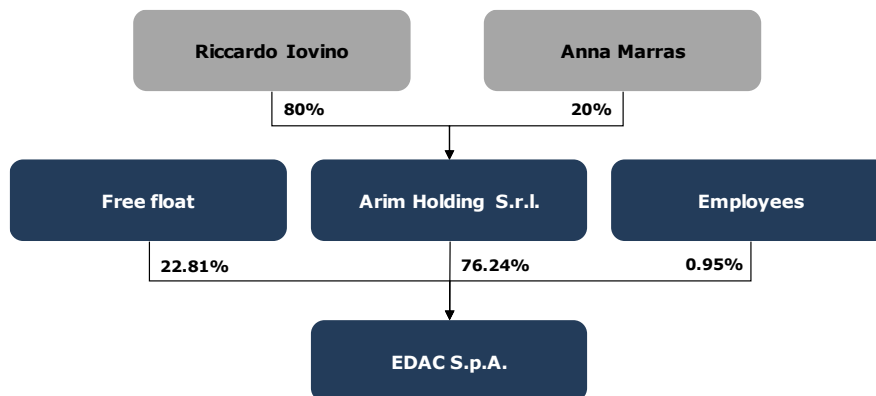 Riccardo Iovino
Anna Marras
80%
20%
Free float
Arim Holding S.r.l.
Employees
22.81%
76.24%
0.95%
EDAC S.p.A.